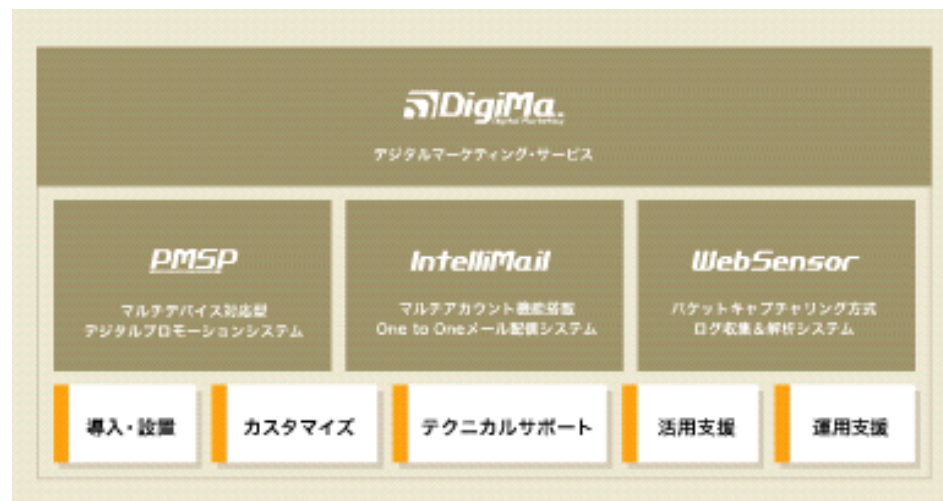 DigiMa.
Digital Marketing
デジタルマーケティング・サービス
PMSP
マルチデバイス対応型
デジタルプロモーションシステム
IntelliMail
マルチアカウント機能搭載
One to Oneメール配信システム
WebSensor
パケットキャプチャリング方式
ログ収集&解析システム
導入・設置
カスタマイズ
テクニカルサポート
活用支援
運用支援